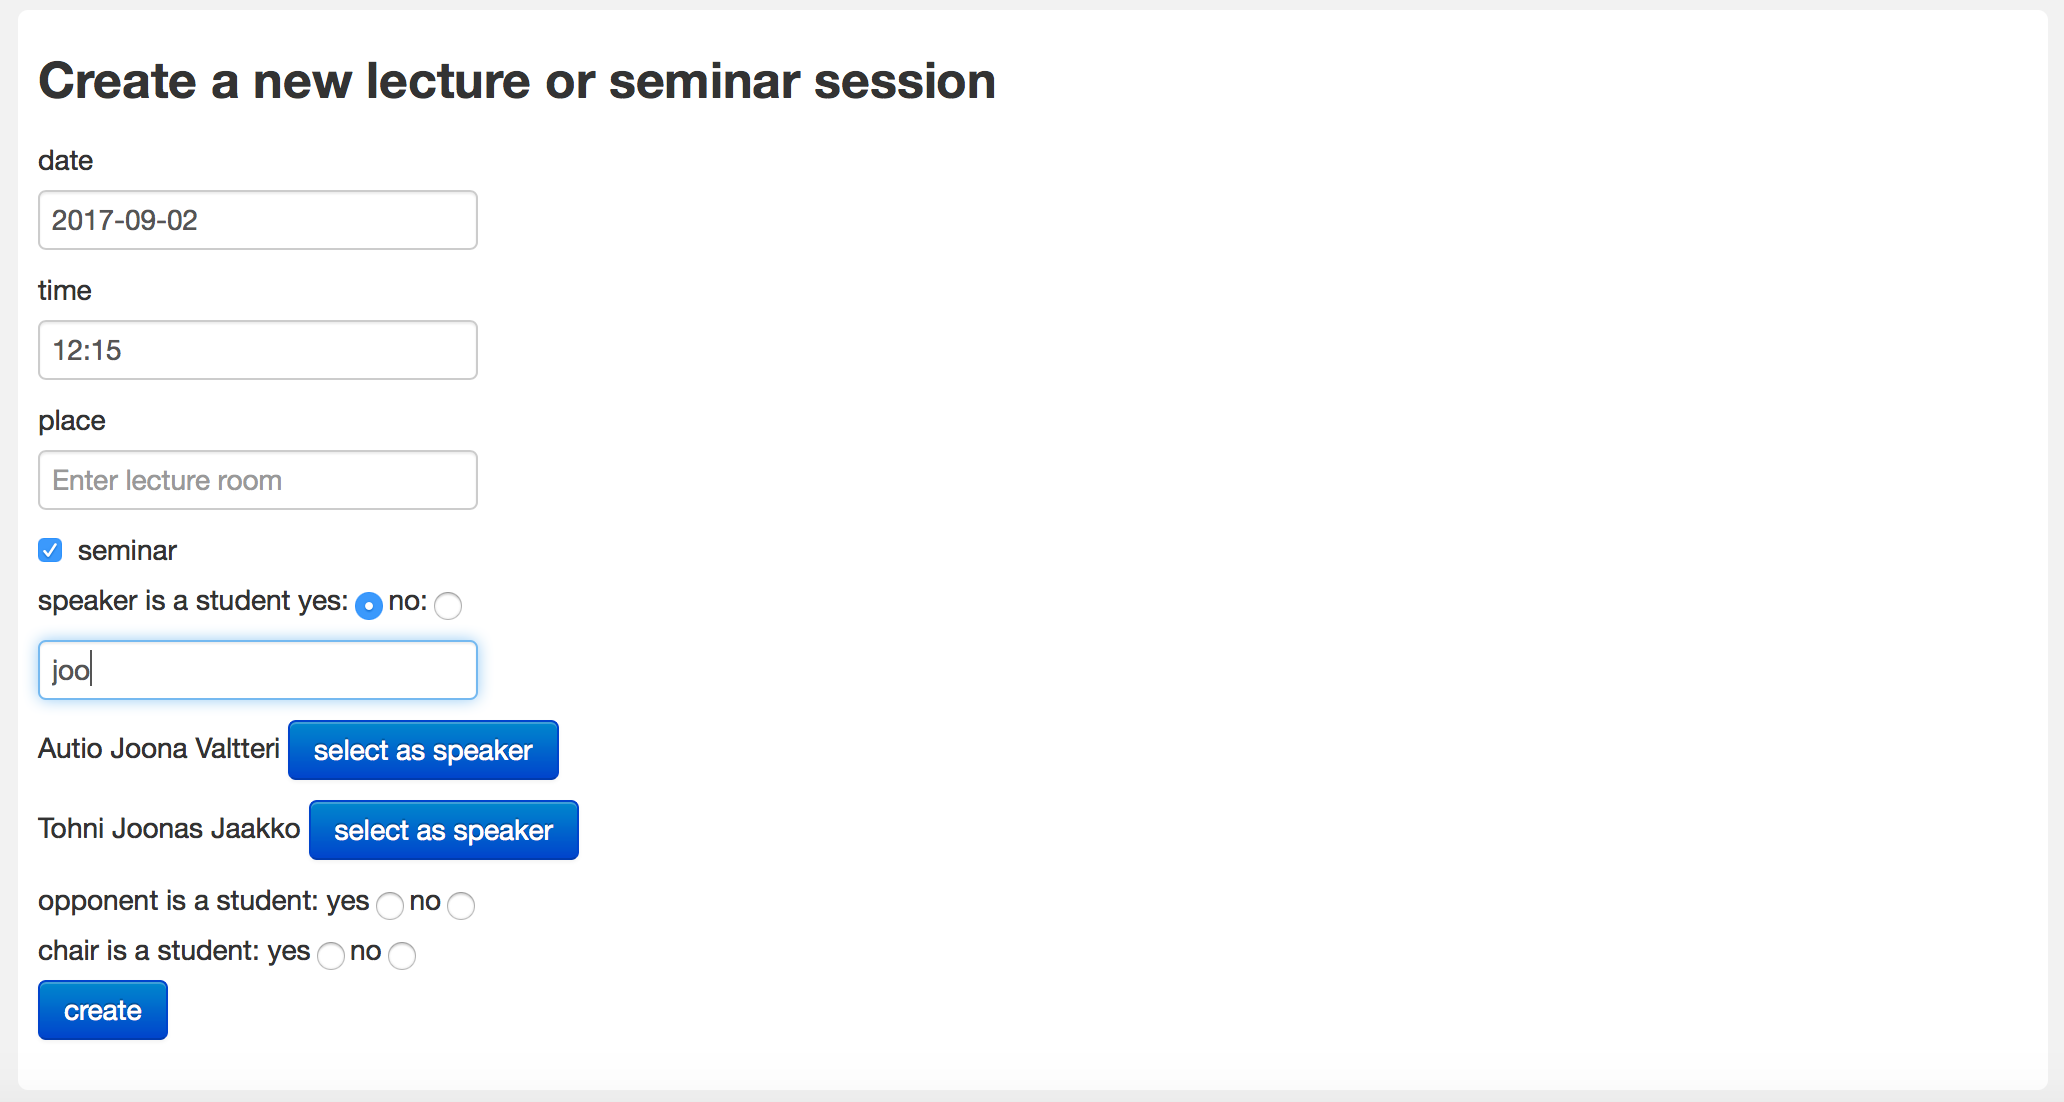 Create a new lecture or seminar session
date
2017-09-02
time
12:15
place
Enter lecture room
seminar
speaker is a student yes: no:
joo
Autio Joona Valtteri select as speaker
Tohni Joonas Jaakko select as speaker
opponent is a student: yes no
chair is a student: yes no
create